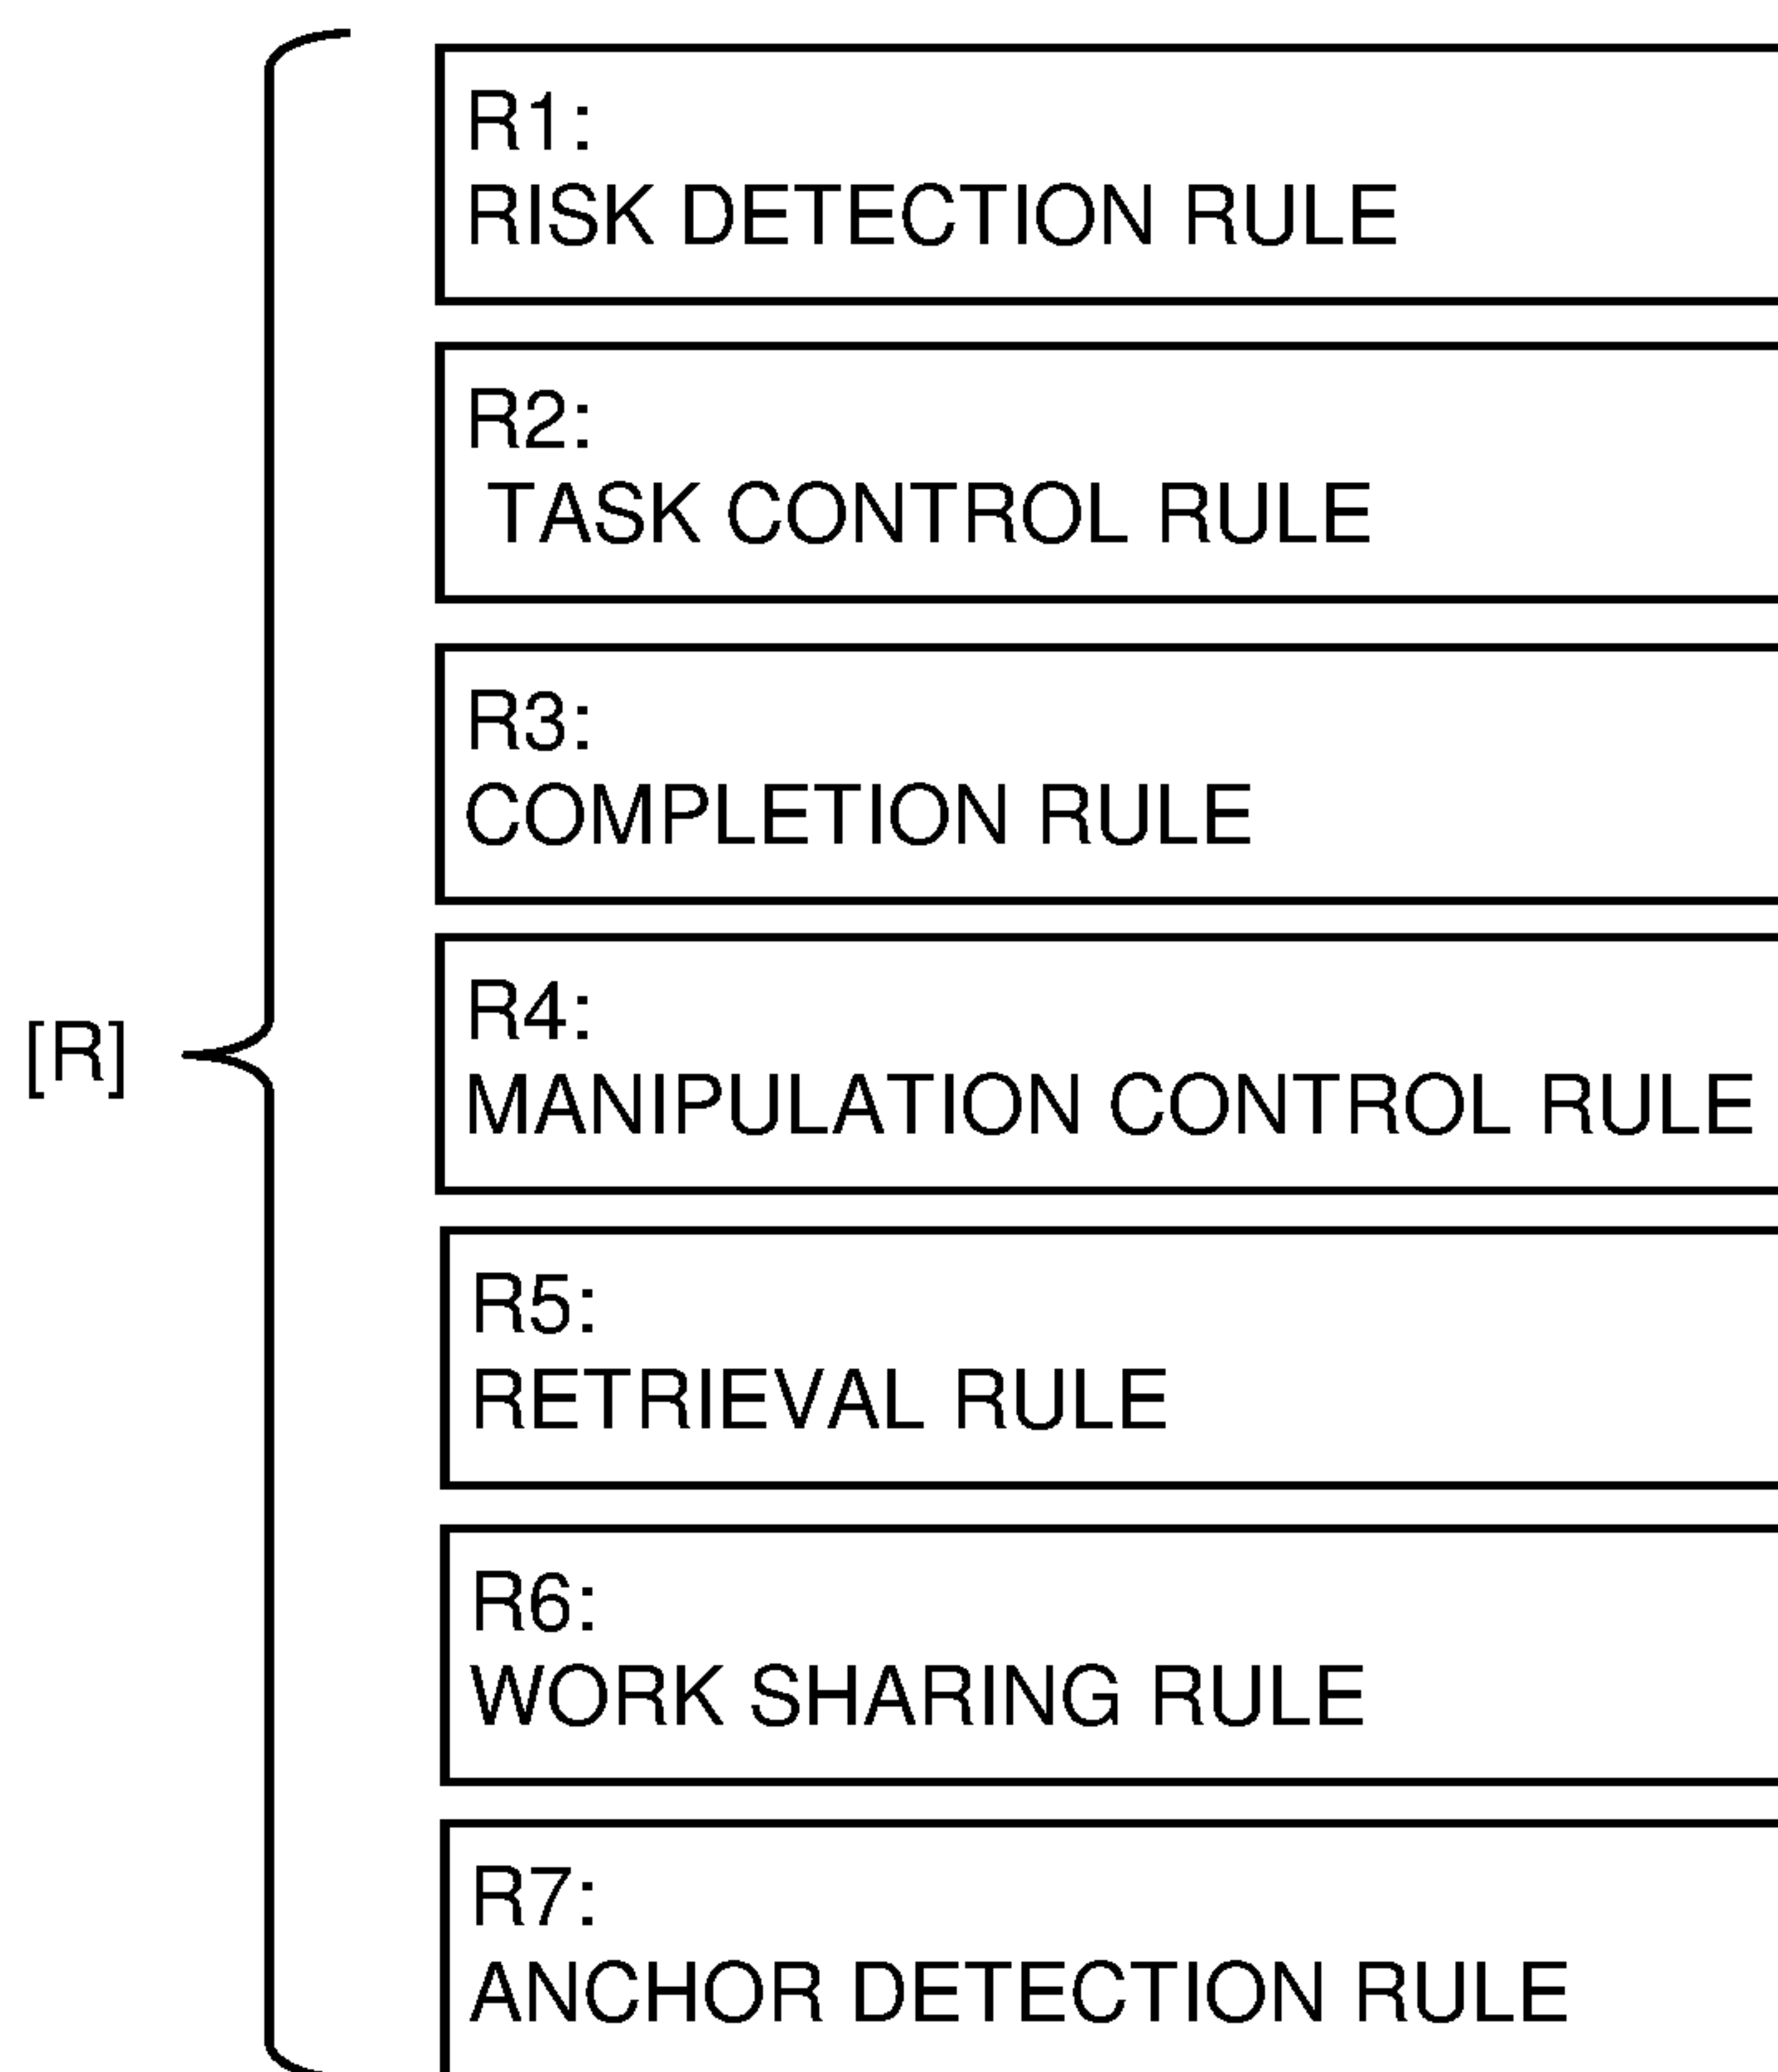 R1:
RISK DETECTION RULE
R2:
TASK CONTROL RULE
R3:
COMPLETION RULE
[R]
R4:
MANIPULATION CONTROL RULE
R5:
RETRIEVAL RULE
R6:
WORK SHARING RULE
R7:
ANCHOR DETECTION RULE